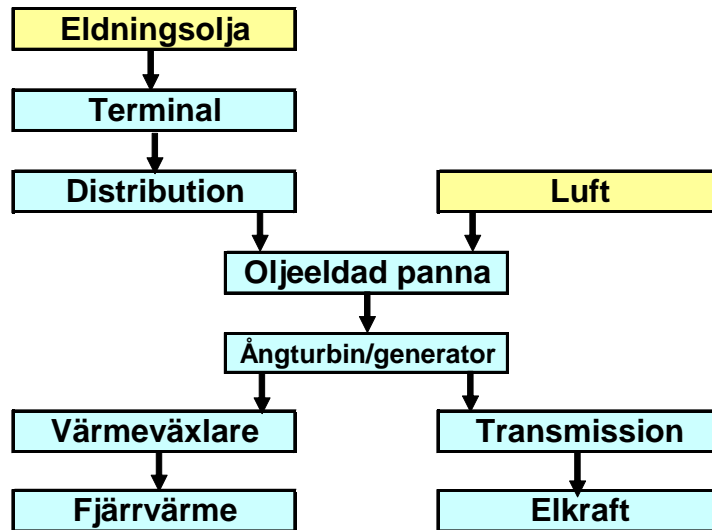 Eldningsolja
Terminal
Distribution
Luft
Oljeeldad panna
Ångturbin/generator
Värmeväxlare
Transmission
Fjärrvärme
Elkraft